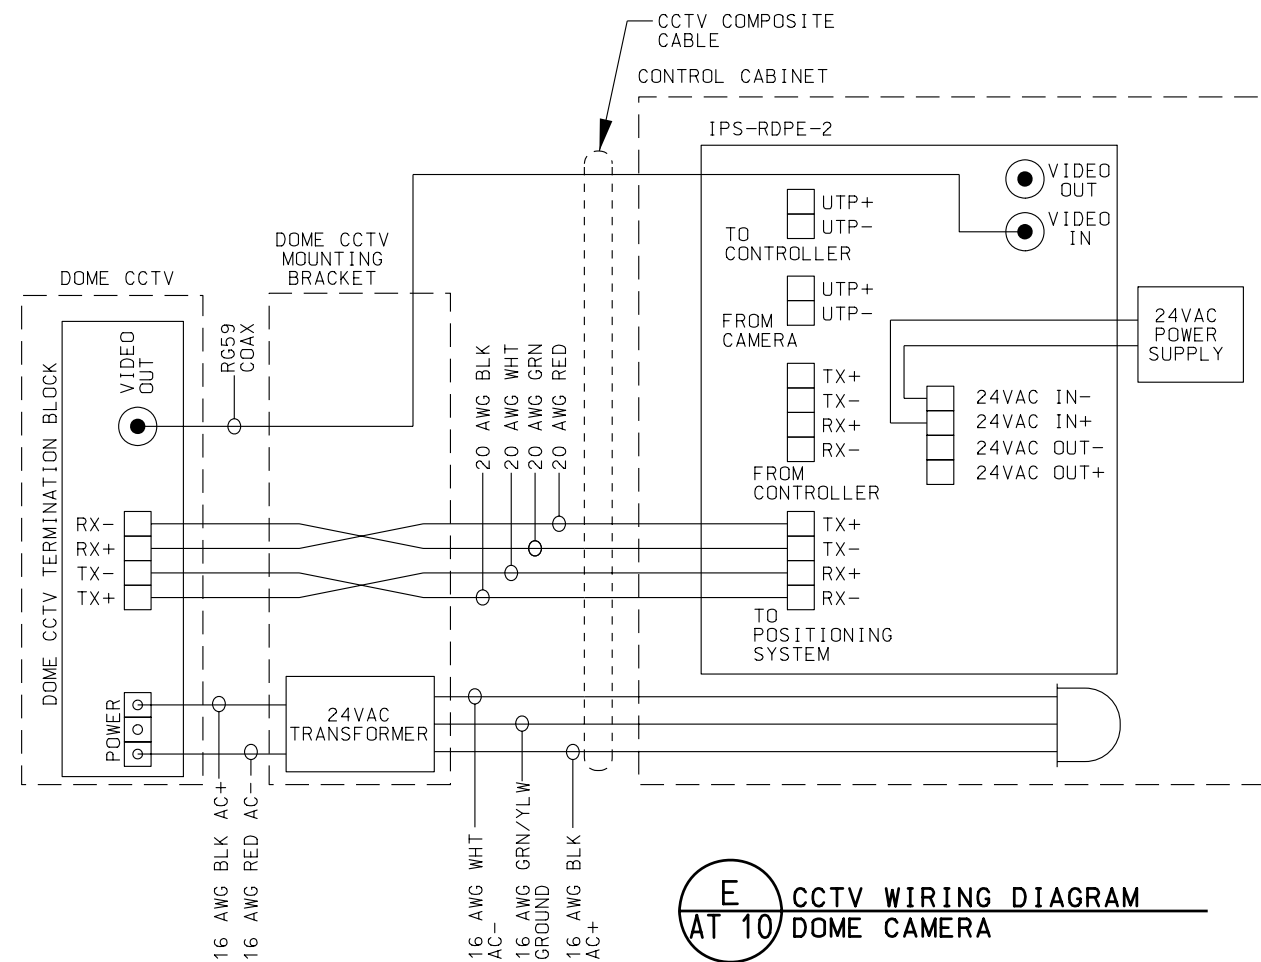 CCTV COMPOSITE
CABLE
CONTROL CABINET
IPS-RDPE-2
VIDEO
OUT
VIDEO
IN
UTP+
UTP-
TO
CONTROLLER
UTP+
UTP-
FROM
CAMERA
TX+
TX-
RX+
RX-
FROM
CONTROLLER
TX+
TX-
RX+
RX-
TO
POSITIONING
SYSTEM
24VAC
POWER
SUPPLY
24VAC IN-
24VAC IN+
24VAC OUT-
24VAC OUT+
DOME CCTV
MOUNTING
BRACKET
DOME CCTV
DOME CCTV TERMINATION BLOCK
VIDEO
OUT
RG59
COAX
20 AWG BLK
20 AWG WHT
20 AWG GRN
20 AWG RED
RX-
RX+
TX-
TX+
POWER
24VAC
TRANSFORMER
16 AWG BLK AC+
16 AWG RED AC-
16 AWG WHT
AC-
16 AWG GRN/YLW
GROUND
16 AWG BLK
AC+
E
AT 10
CCTV WIRING DIAGRAM
DOME CAMERA